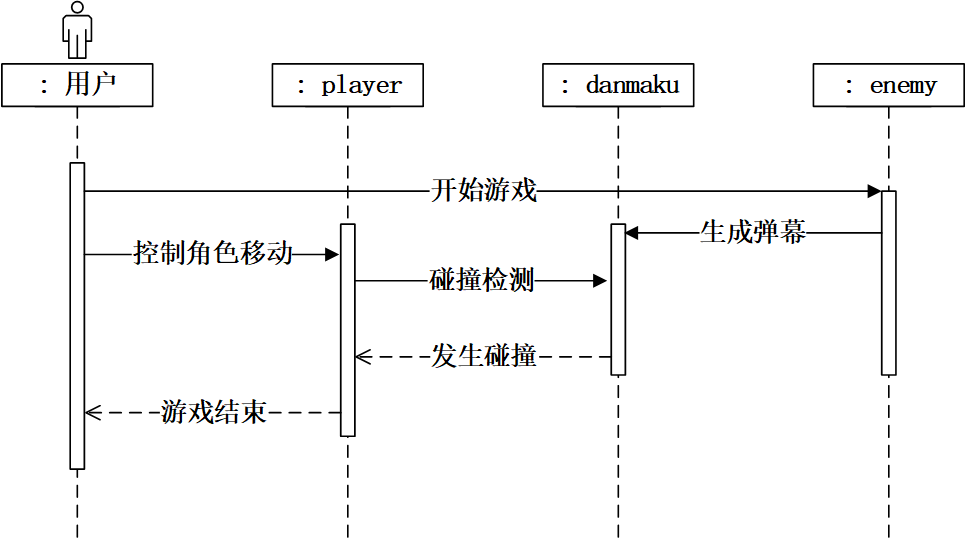 : 用户
: player
: danmaku
: enemy
开始游戏
生成弹幕
控制角色移动
碰撞检测
发生碰撞
游戏结束